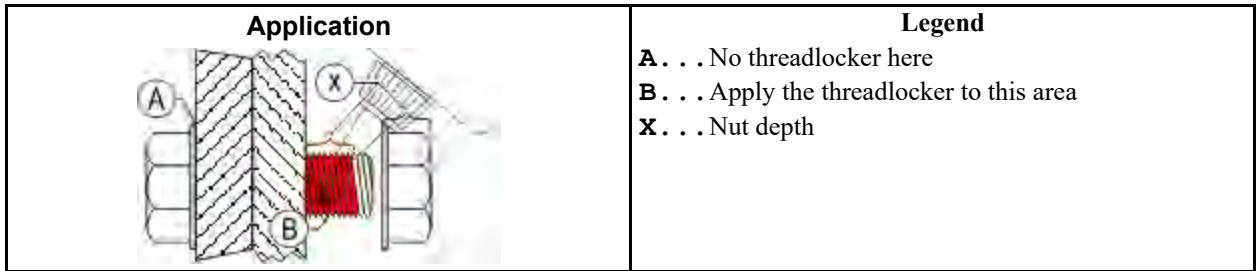 Application
Legend
A...No threadlocker here
B...Apply the threadlocker to this area
X...Nut depth
A
X
B